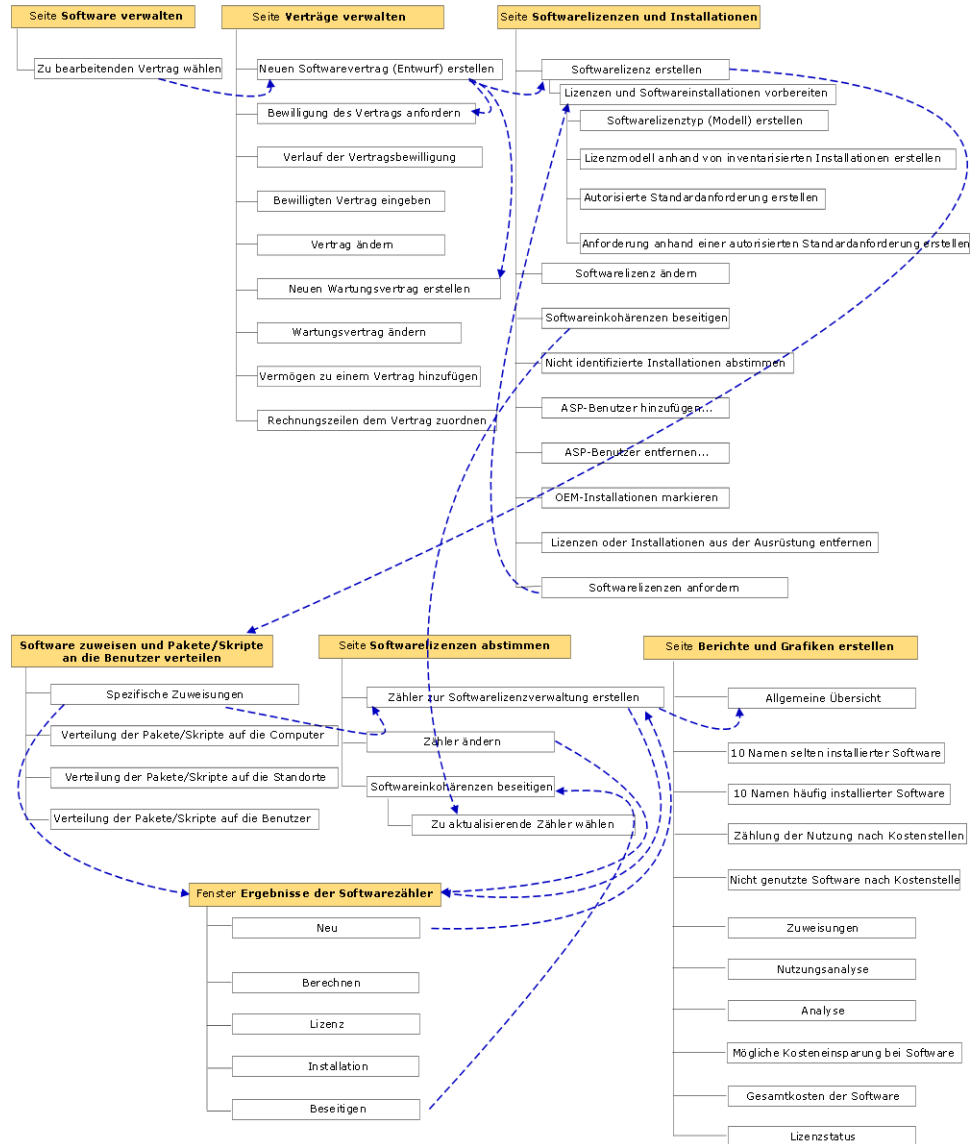 Seite Software verwalten
Zu bearbeitenden Vertrag wählen
Seite Verträge verwalten
Neuen Softwarevertrag (Entwurf) erstellen
Bewilligung des Vertrags anfordern
Verlauf der Vertragsbewilligung
Bewilligten Vertrag eingeben
Vertrag ändern
Neuen Wartungsvertrag erstellen
Wartungsvertrag ändern
Vermögen zu einem Vertrag hinzufügen
Rechnungszeilen dem Vertrag zuordnen
Seite Softwarelizenzen und Installationen
Softwarelizenz erstellen
Lizenzen und Softwareinstallationen vorbereiten
Softwarelizenztyp (Modell) erstellen
Lizenzmodell anhand von inventarisierten Installationen erstellen
Autorisierte Standardanforderung erstellen
Anforderung anhand einer autorisierten Standardanforderung erstellen
Softwarelizenz ändern
Softwareinkohärenzen beseitigen
Nicht identifizierte Installationen abstimmen
ASP-Benutzer hinzufügen...
ASP-Benutzer entfernen...
OEM-Installationen markieren
Lizenzen oder Installationen aus der Ausrüstung entfernen
Softwarelizenzen anfordern
Software zuweisen und Pakete/Skripte
an die Benutzer verteilen
Spezifische Zuweisungen
Verteilung der Pakete/Skripte auf die Computer
Verteilung der Pakete/Skripte auf die Standorte
Verteilung der Pakete/Skripte auf die Benutzer
Seite Softwarelizenzen abstimmen
Zähler zur Softwarelizenzverwaltung erstellen
Zähler ändern
Softwareinkohärenzen beseitigen
Zu aktualisierende Zähler wählen
Fenster Ergebnisse der Softwarezähler
Neu
Berechnen
Lizenz
Installation
Beseitigen
Seite Berichte und Grafiken erstellen
Allgemeine Übersicht
10 Namen selten installierter Software
10 Namen häufig installierter Software
Zählung der Nutzung nach Kostenstellen
Nicht genutzte Software nach Kostenstelle
Zuweisungen
Nutzungsanalyse
Analyse
Mögliche Kosteneinsparung bei Software
Gesamtkosten der Software
Lizenzstatus